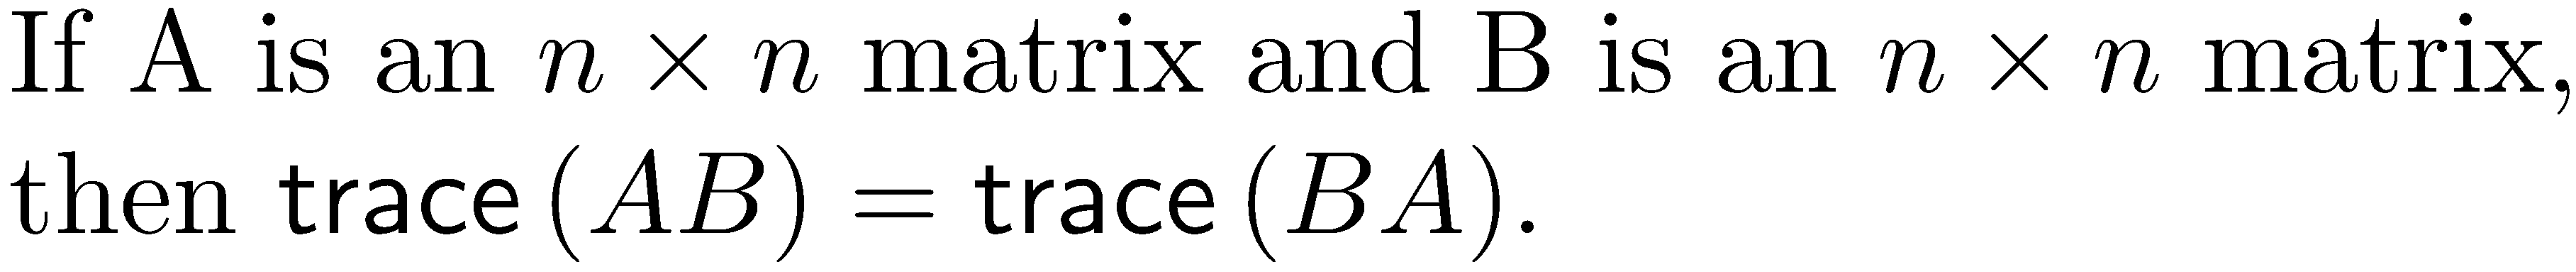 If A is an n × n matrix and B is an n × n matrix,
then trace (AB) = trace (BA).